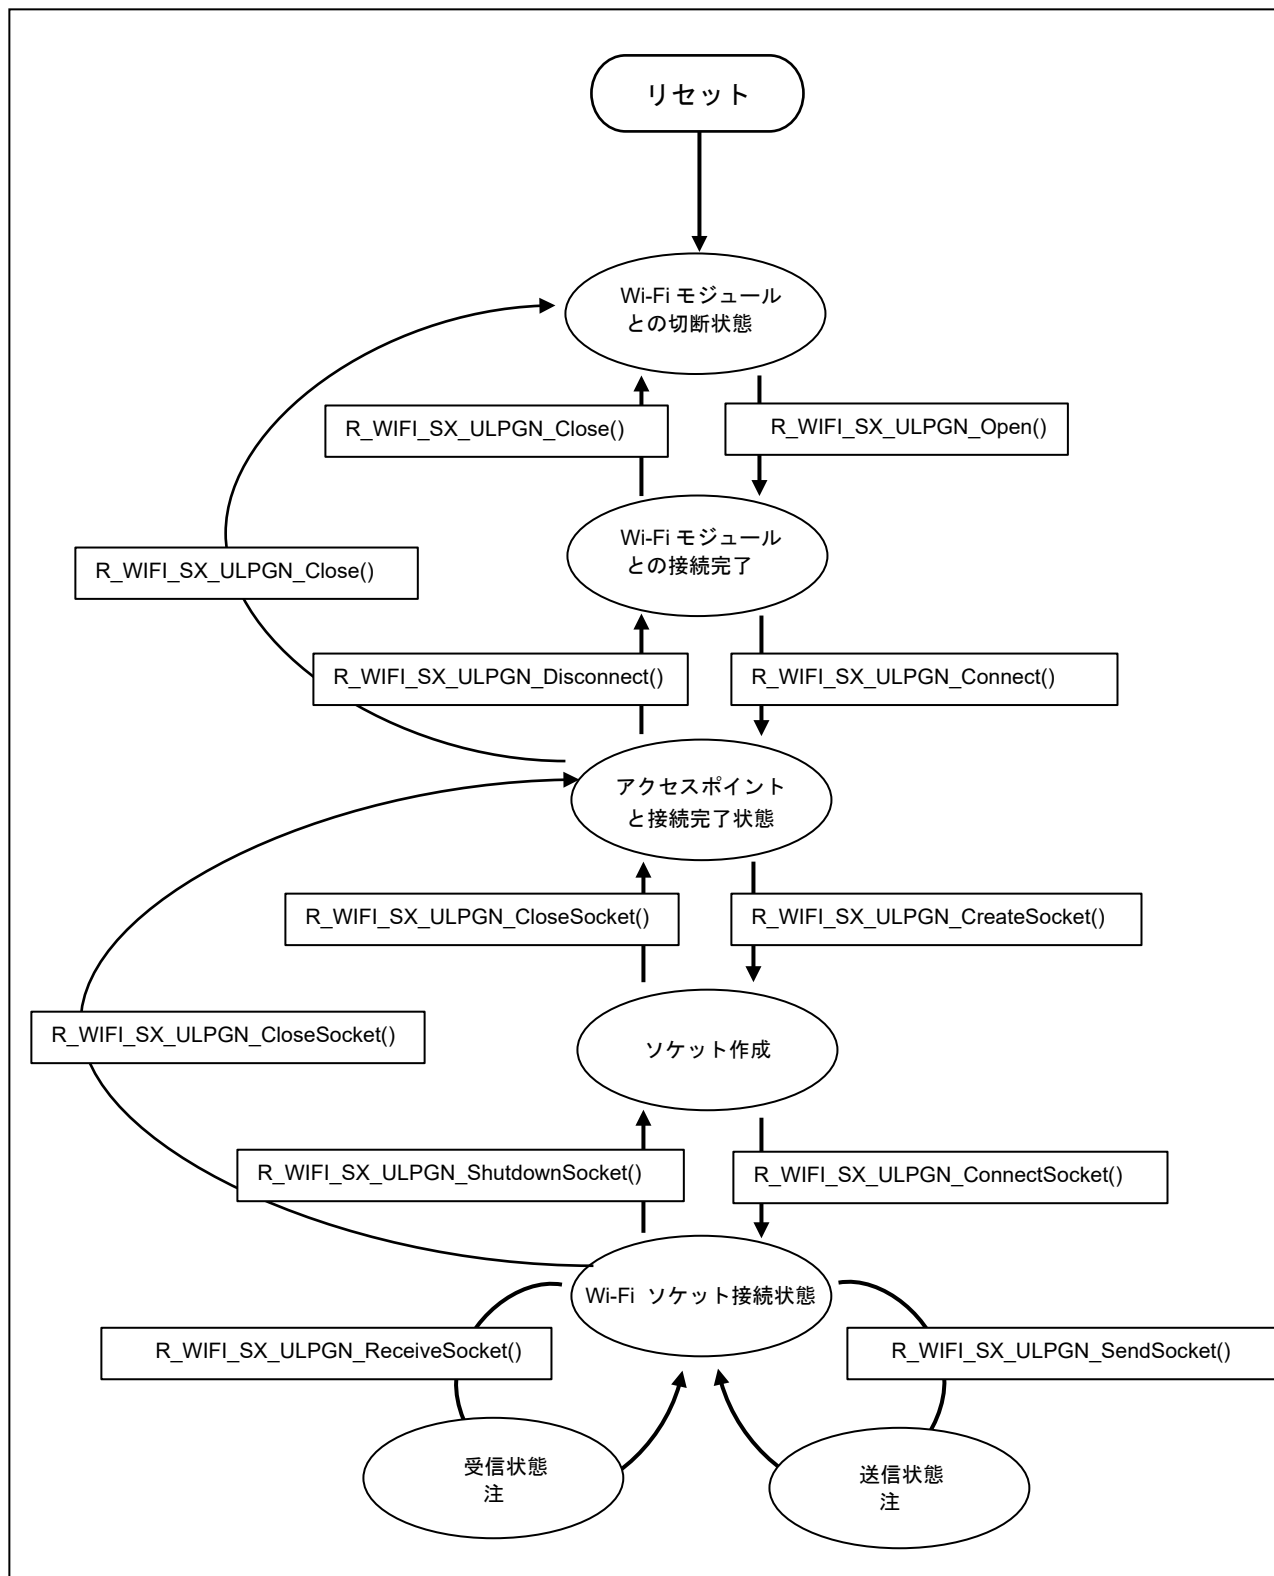 リセット
Wi-Fi モジュール
との切断状態
R_WIFI_SX_ULPGN_Close()
R_WIFI_SX_ULPGN_Open()
Wi-Fi モジュール
との接続完了
R_WIFI_SX_ULPGN_Close()
R_WIFI_SX_ULPGN_Disconnect()
R_WIFI_SX_ULPGN_Connect()
アクセスポイント
と接続完了状態
R_WIFI_SX_ULPGN_CloseSocket()
R_WIFI_SX_ULPGN_CreateSocket()
R_WIFI_SX_ULPGN_CloseSocket()
ソケット作成
R_WIFI_SX_ULPGN_ShutdownSocket()
R_WIFI_SX_ULPGN_ConnectSocket()
Wi-Fi ソケット接続状態
R_WIFI_SX_ULPGN_ReceiveSocket()
R_WIFI_SX_ULPGN_SendSocket()
受信状態
注
送信状態
注